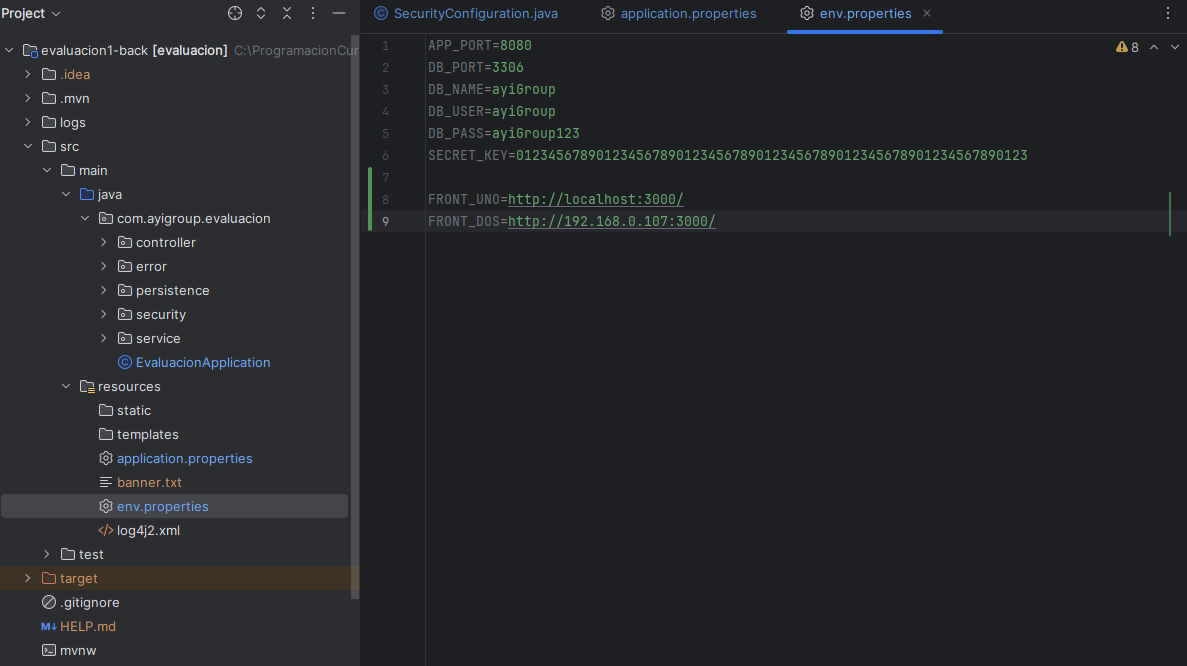 Project
SecurityConfiguration.java
application.properties
env.properties
evaluacion1-back [evaluacion] C:\ProgramacionCur
.idea
.mvn
logs
src
main
java
com.ayigroup.evaluacion
controller
error
persistence
security
service
EvaluacionApplication
resources
static
templates
application.properties
banner.txt
env.properties
log4j2.xml
test
target
.gitignore
M↓ HELP.md
mvnw
8
1 APP_PORT=8080
2 DB_PORT=3306
3 DB_NAME=ayiGroup
4 DB_USER=ayiGroup
5 DB_PASS=ayiGroup123
6 SECRET_KEY=0123456789012345678901234567890123456789012345678901234567890123
7
8 FRONT_UNO=http://localhost:3000/
9 FRONT_DOS=http://192.168.0.107:3000/